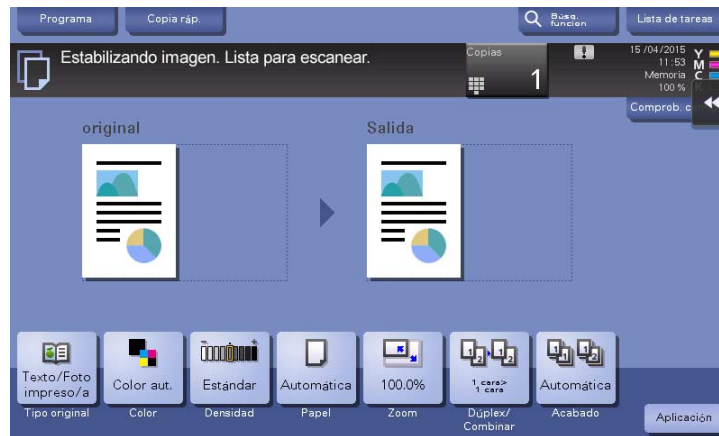 Programa
Copia ráp.
Búsq.
funcion
Lista de tareas
Estabilizando imagen. Lista para escanear.
Copias
1
15 /04/2015
11:53
Memoria
100 %
Y
M
C
K
Comprob.
original
Salida
Texto/Foto
impreso/a
Color aut.
Estándar
Automática
100.0%
1 cara>
1 cara
Automática
Tipo original
Color
Densidad
Papel
Zoom
Dúplex/
Combinar
Acabado
Aplicación